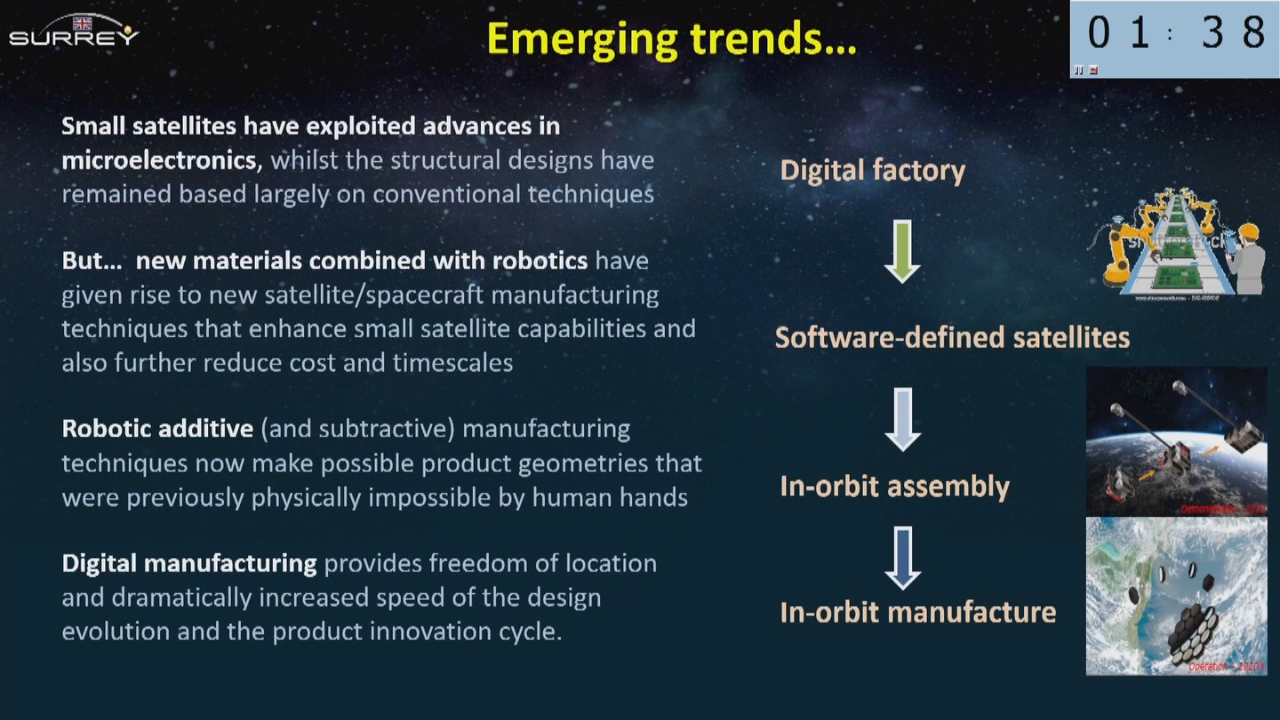 SURREY
Emerging trends...
01:38
Small satellites have exploited advances in
microelectronics, whilst the structural designs have
remained based largely on conventional techniques
But... new materials combined with robotics have
given rise to new satellite/spacecraft manufacturing
techniques that enhance small satellite capabilities and
also further reduce cost and timescales
Robotic additive (and subtractive) manufacturing
techniques now make possible product geometries that
were previously physically impossible by human hands
Digital manufacturing provides freedom of location
and dramatically increased speed of the design
evolution and the product innovation cycle.
Digital factory
Software-defined satellites
In-orbit assembly
In-orbit manufacture